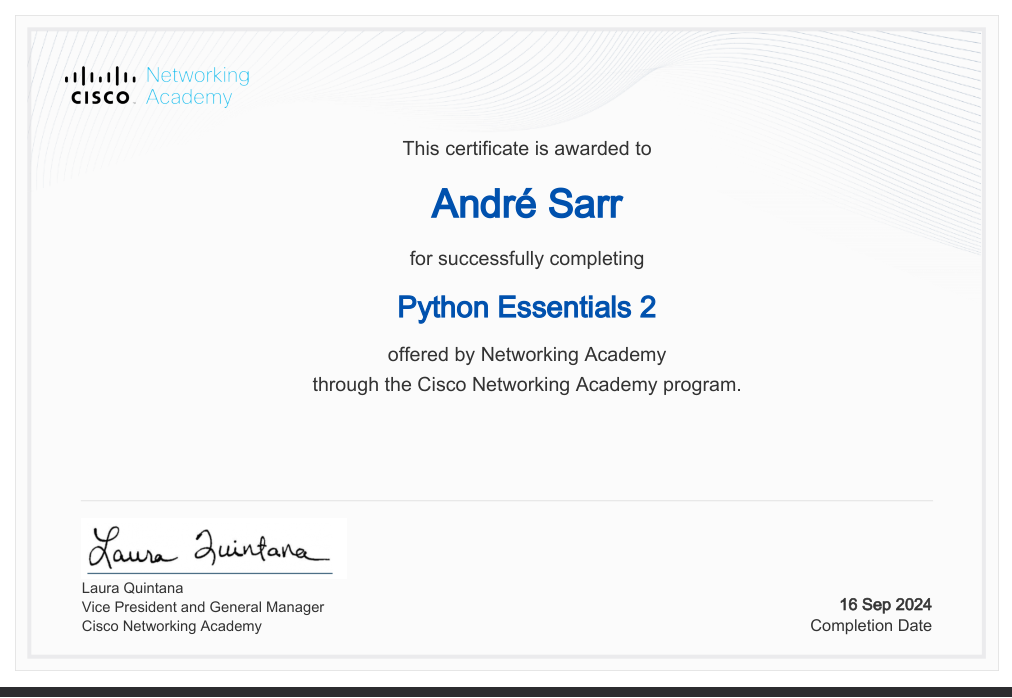 CISCO. Networking
Academy
This certificate is awarded to
André Sarr
for successfully completing
Python Essentials 2
offered by Networking Academy
through the Cisco Networking Academy program.
Laura Quintana
Laura Quintana
Vice President and General Manager
Cisco Networking Academy
16 Sep 2024
Completion Date